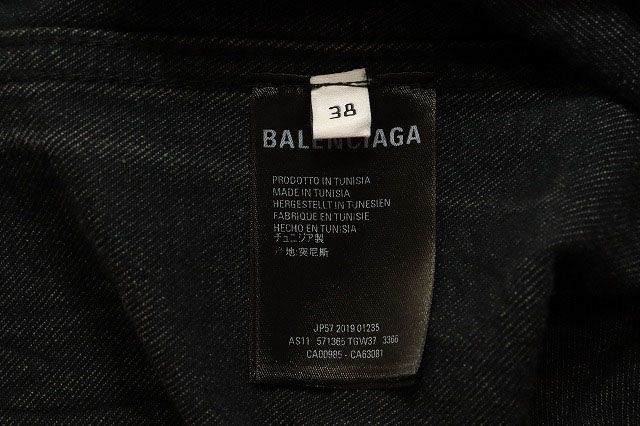 38
BALENCIAGA
PRODOTTO IN TUNISIA
MADE IN TUNISIA
HERGESTELLT IN TUNESIEN
FABRIQUE EN TUNISIE
HECHO EN TUNISIA
チュニジア製
产地:突尼斯
JP57 2019 01235
AS11 571365 TGW37 3366
CA00985 - CA63081